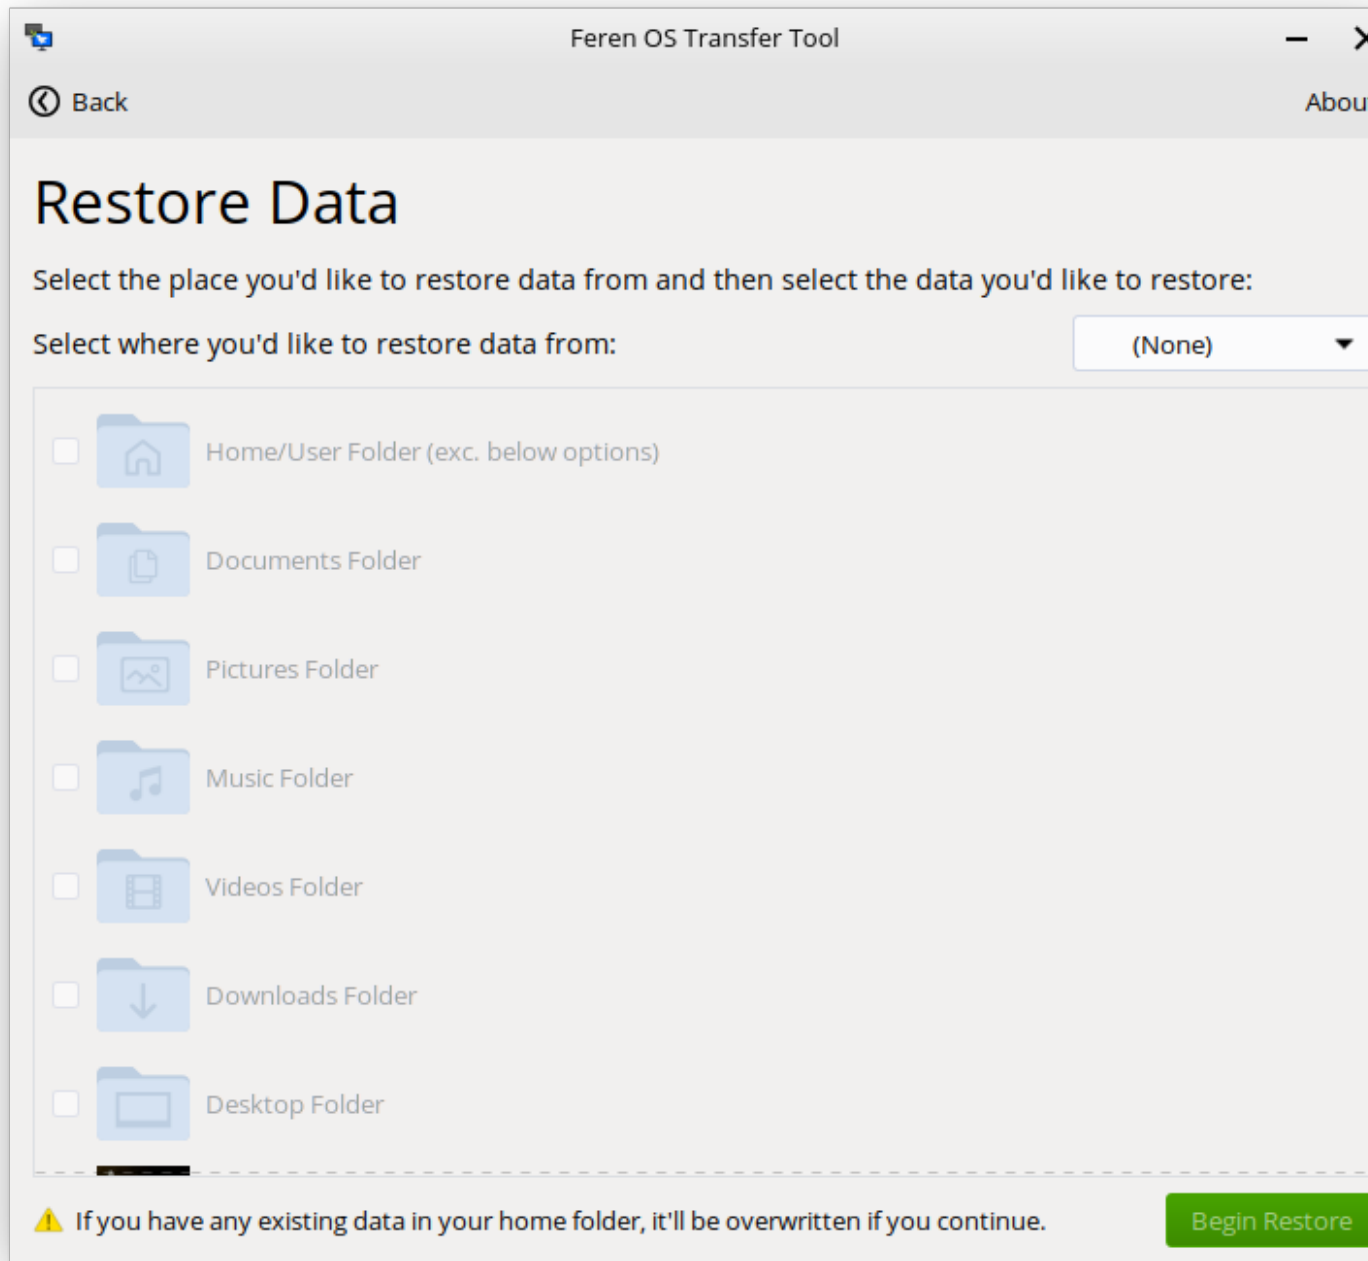 Feren OS Transfer Tool
Back
About
Restore Data
Select the place you'd like to restore data from and then select the data you'd like to restore:
Select where you'd like to restore data from:
(None)
Home/User Folder (exc. below options)
Documents Folder
Pictures Folder
Music Folder
Videos Folder
Downloads Folder
Desktop Folder
If you have any existing data in your home folder, it'll be overwritten if you continue.
Begin Restore